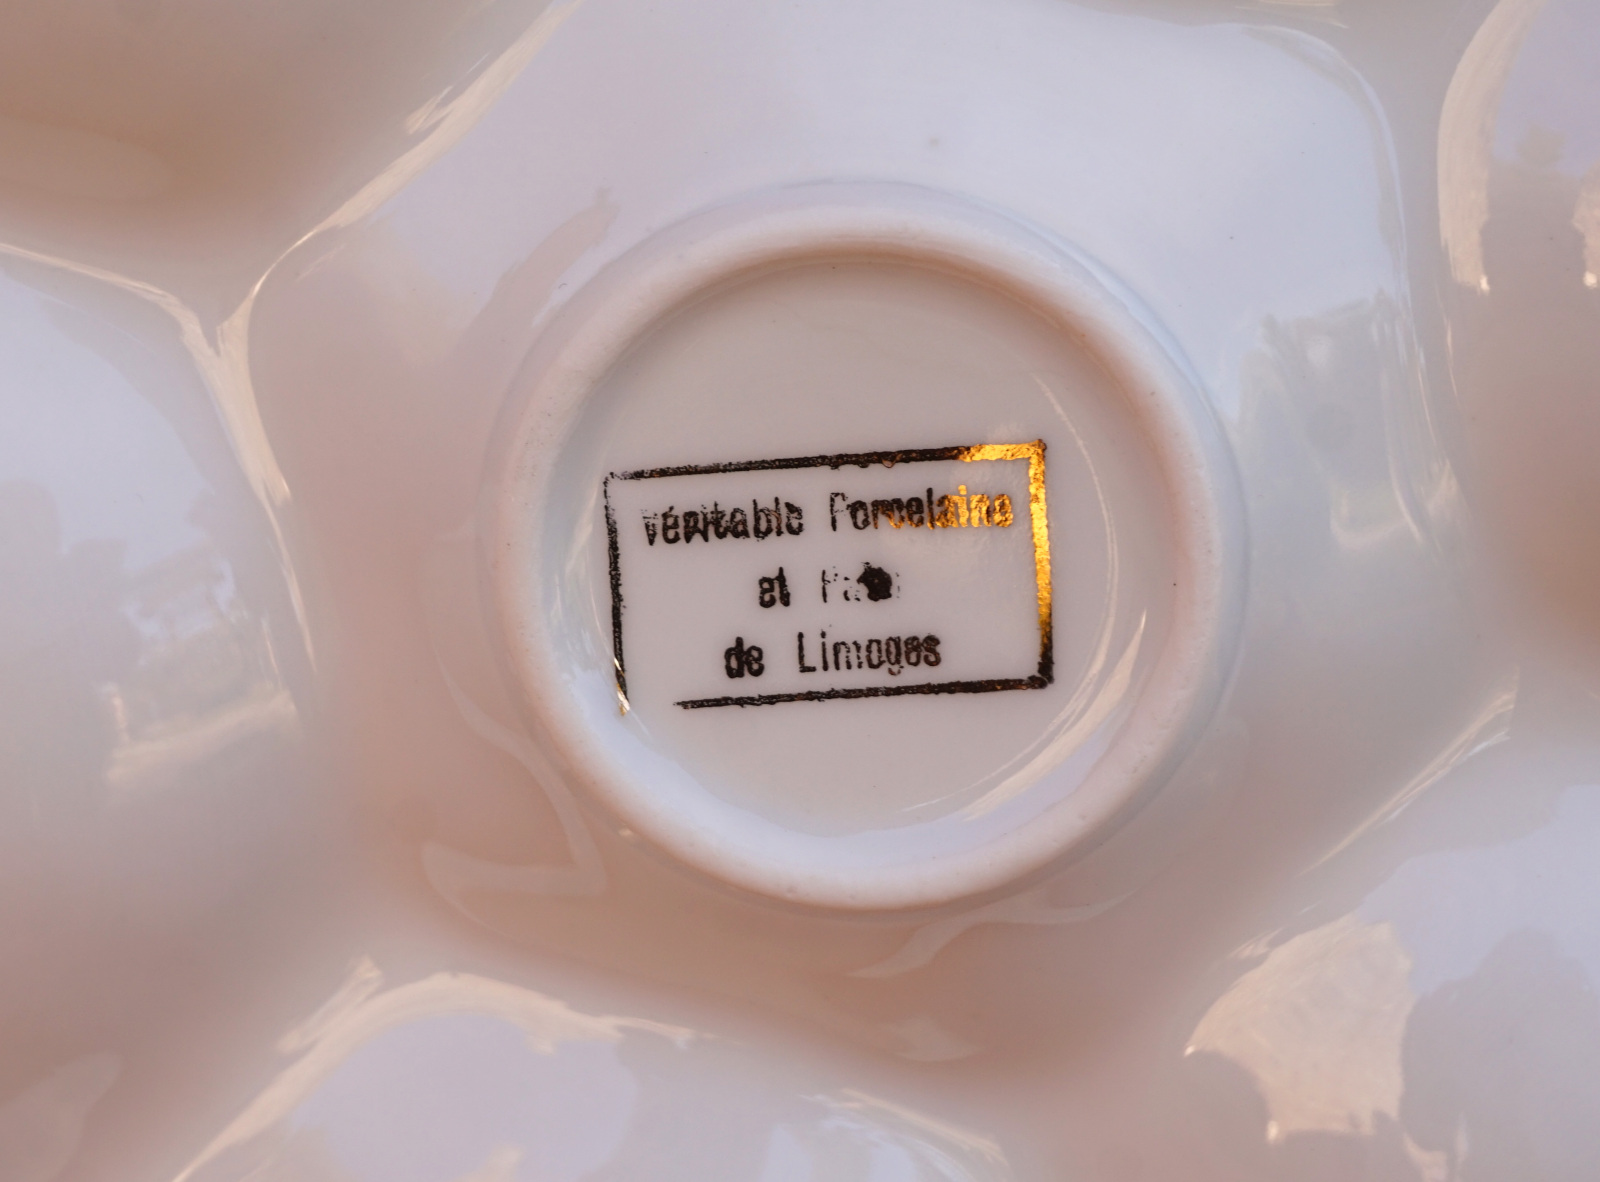 Véritable Porcelaine
et
de Limoges